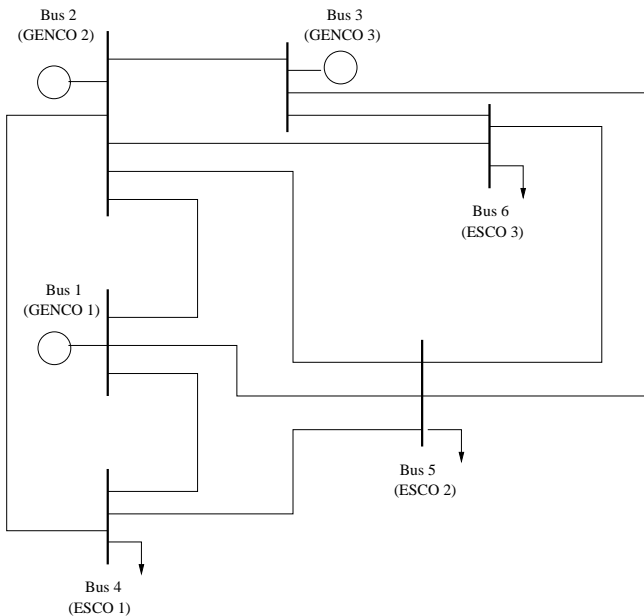 Bus 2
(GENCO 2)
Bus 3
(GENCO 3)
Bus 6
(ESCO 3)
Bus 1
(GENCO 1)
Bus 5
(ESCO 2)
Bus 4
(ESCO 1)